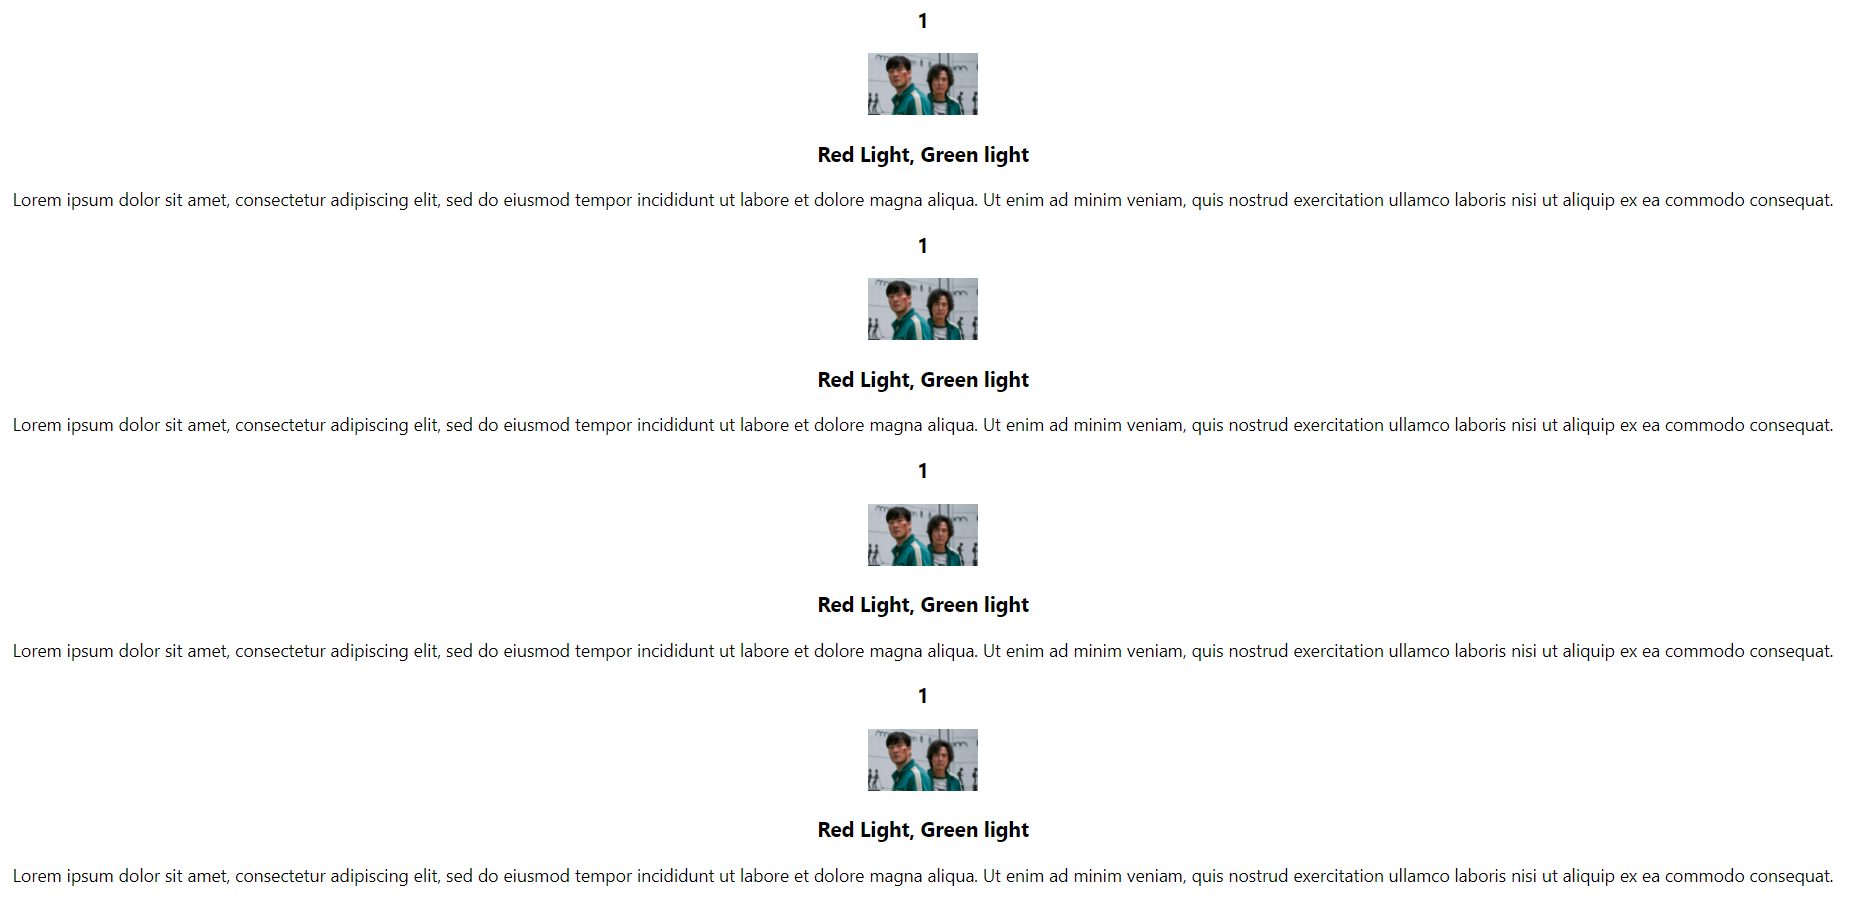 1
Red Light, Green light
Lorem ipsum dolor sit amet, consectetur adipiscing elit, sed do eiusmod tempor incididunt ut labore et dolore magna aliqua. Ut enim ad minim veniam, quis nostrud exercitation ullamco laboris nisi ut aliquip ex ea commodo consequat.
1
Red Light, Green light
Lorem ipsum dolor sit amet, consectetur adipiscing elit, sed do eiusmod tempor incididunt ut labore et dolore magna aliqua. Ut enim ad minim veniam, quis nostrud exercitation ullamco laboris nisi ut aliquip ex ea commodo consequat.
1
Red Light, Green light
Lorem ipsum dolor sit amet, consectetur adipiscing elit, sed do eiusmod tempor incididunt ut labore et dolore magna aliqua. Ut enim ad minim veniam, quis nostrud exercitation ullamco laboris nisi ut aliquip ex ea commodo consequat.
1
Red Light, Green light
Lorem ipsum dolor sit amet, consectetur adipiscing elit, sed do eiusmod tempor incididunt ut labore et dolore magna aliqua. Ut enim ad minim veniam, quis nostrud exercitation ullamco laboris nisi ut aliquip ex ea commodo consequat.